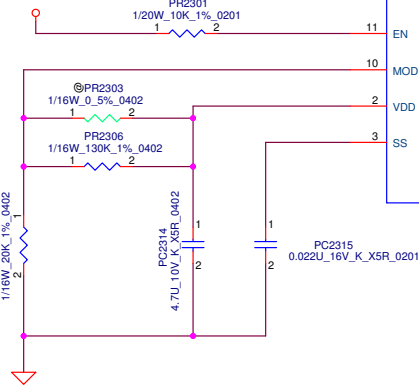 PR2301
1/20W_10K_1%_0201
1 2
11 EN
10 MOD
@PR2303
1/16W_0_5%_0402
1 2
2 VDD
PR2306
1/16W_130K_1%_0402
1 2
3 SS
1/16W_20K_1%_0402
1
2
PC2314
4.7U_10V_K_X5R_0402
1
2
1
2
PC2315
0.022U_16V_K_X5R_0201